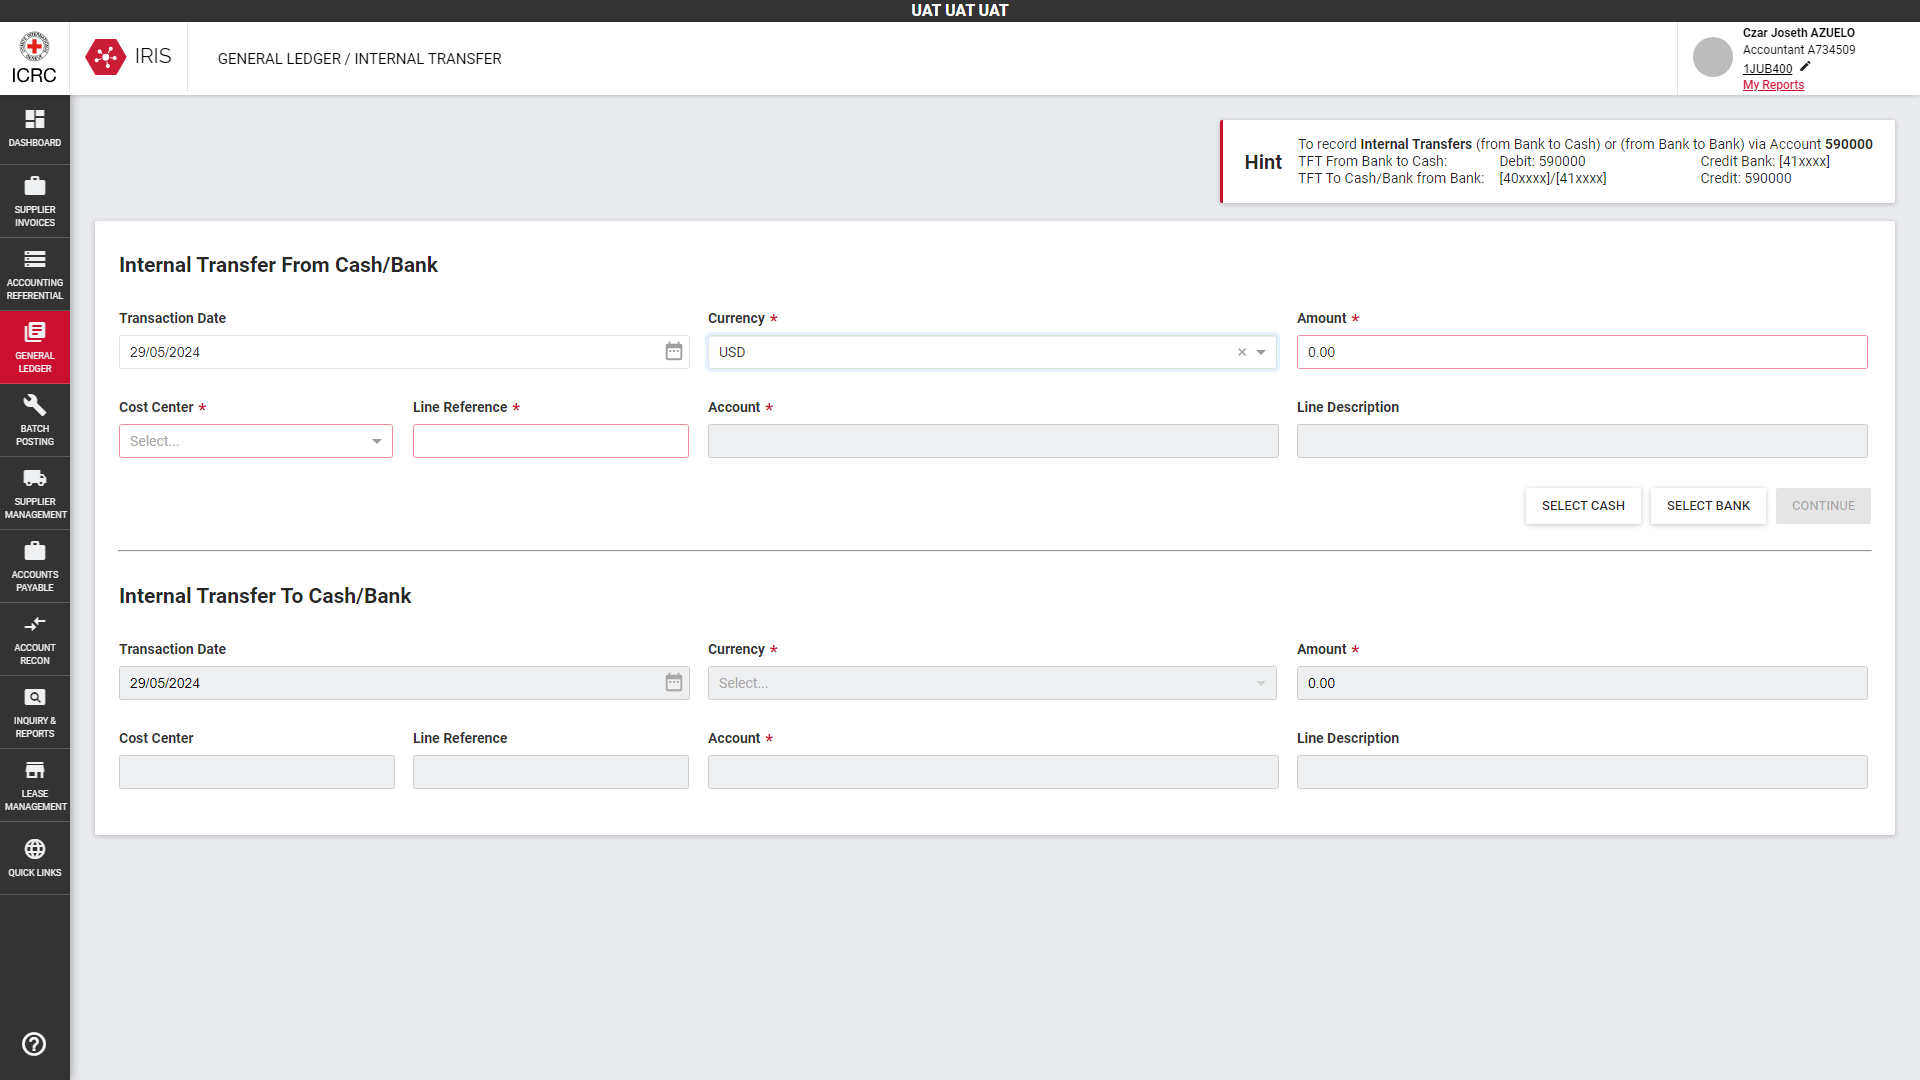 UAT UAT UAT
ICRC
IRIS
GENERAL LEDGER / INTERNAL TRANSFER
Czar Joseth AZUELO
Accountant A734509
1JUB400
My Reports
DASHBOARD
SUPPLIER
INVOICES
ACCOUNTING
REFERENTIAL
GENERAL
LEDGER
BATCH
POSTING
SUPPLIER
MANAGEMENT
ACCOUNTS
PAYABLE
ACCOUNT
RECON
INQUIRY &
REPORTS
LEASE
MANAGEMENT
QUICK LINKS
Hint
To record Internal Transfers (from Bank to Cash) or (from Bank to Bank) via Account 590000
TFT From Bank to Cash: Debit: 590000 Credit Bank: [41xxxx]
TFT To Cash/Bank from Bank: [40xxxx]/[41xxxx] Credit: 590000
Internal Transfer From Cash/Bank
Transaction Date Currency * Amount *
29/05/2024 USD 0.00
Cost Center * Line Reference * Account * Line Description
Select...
SELECT CASH SELECT BANK CONTINUE
Internal Transfer To Cash/Bank
Transaction Date Currency * Amount *
29/05/2024 Select... 0.00
Cost Center Line Reference Account * Line Description